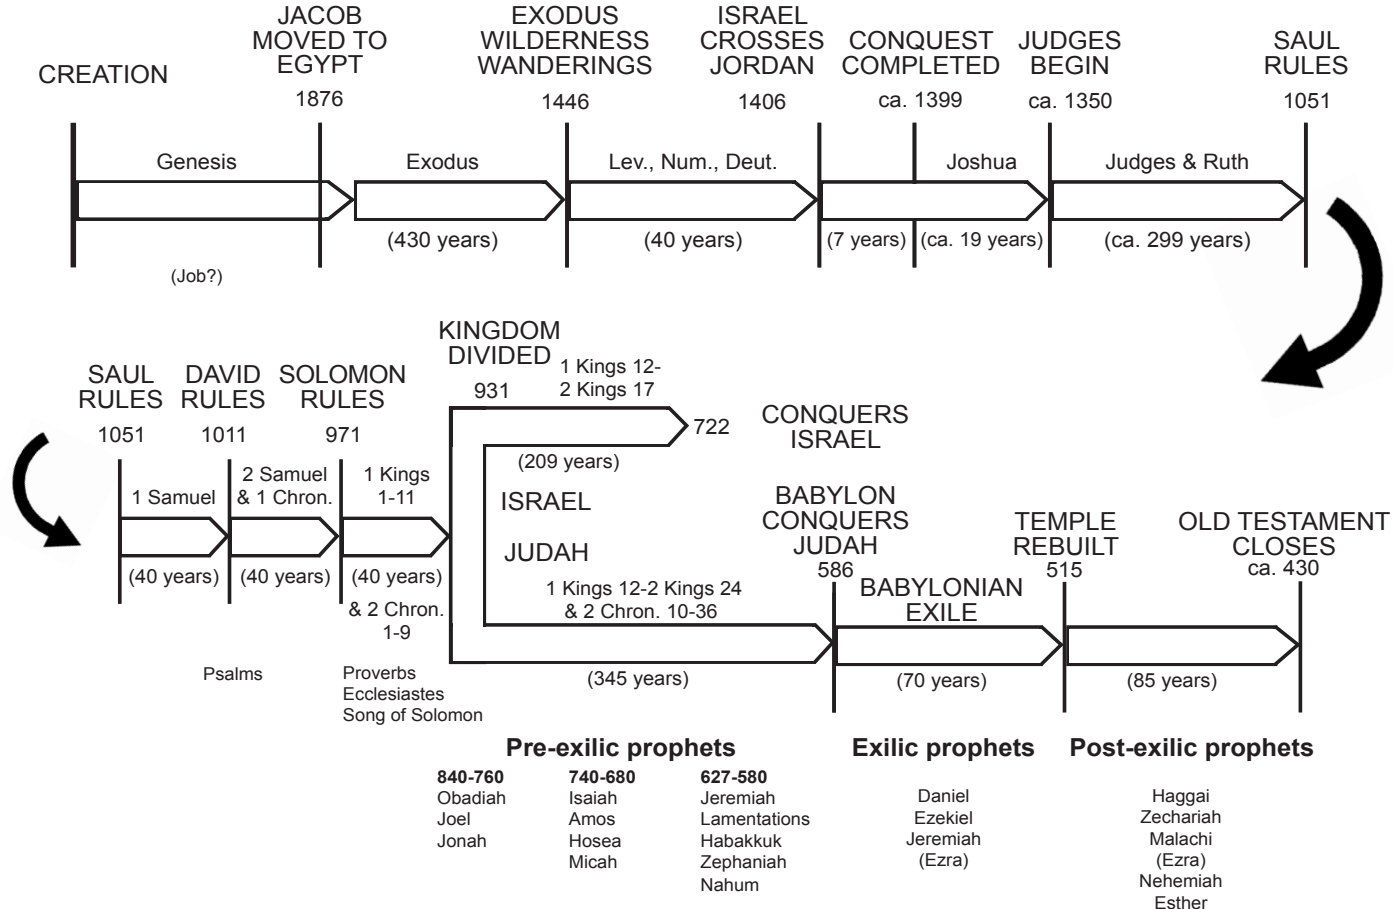 JACOB
MOVED TO
EGYPT
EXODUS
WILDERNESS
WANDERINGS
ISRAEL
CROSSES
JORDAN
CONQUEST
COMPLETED
JUDGES
BEGIN
SAUL
RULES
CREATION
1876
1446
1406
ca. 1399
ca. 1350
1051
Genesis
Exodus
Lev., Num., Deut.
Joshua
Judges & Ruth
(430 years)
(40 years)
(7 years)
(ca. 19 years)
(ca. 299 years)
(Job?)
SAUL
RULES
1051
DAVID
RULES
1011
SOLOMON
RULES
971
KINGDOM
DIVIDED
931
1 Kings 12-
2 Kings 17
722
CONQUERS
ISRAEL
(209 years)
1 Samuel
2 Samuel
& 1 Chron.
1 Kings
1-11
(40 years)
(40 years)
(40 years)
& 2 Chron.
1-9
ISRAEL
JUDAH
1 Kings 12-2 Kings 24
& 2 Chron. 10-36
(345 years)
BABYLON
CONQUERS
JUDAH
586
BABYLONIAN
EXILE
(70 years)
TEMPLE
REBUILT
515
OLD TESTAMENT
CLOSES
ca. 430
(85 years)
Psalms
Proverbs
Ecclesiastes
Song of Solomon
Pre-exilic prophets
840-760
Obadiah
Joel
Jonah
740-680
Isaiah
Amos
Hosea
Micah
627-580
Jeremiah
Lamentations
Habakkuk
Zephaniah
Nahum
Exilic prophets
Daniel
Ezekiel
Jeremiah
(Ezra)
Post-exilic prophets
Haggai
Zechariah
Malachi
(Ezra)
Nehemiah
Esther